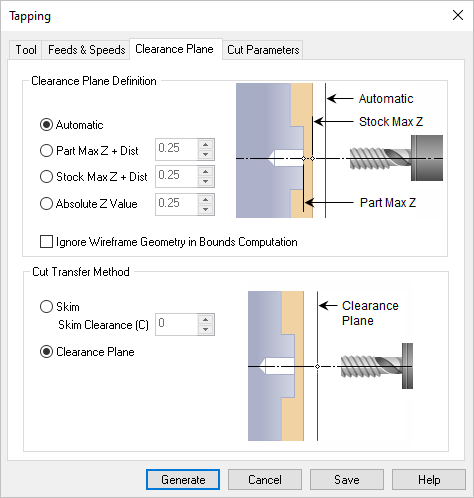 Tapping
Tool
Feeds & Speeds
Clearance Plane
Cut Parameters
Clearance Plane Definition
Automatic
Part Max Z + Dist
0.25
Stock Max Z + Dist
0.25
Absolute Z Value
0.25
Ignore Wireframe Geometry in Bounds Computation
Automatic
Stock Max Z
Part Max Z
Cut Transfer Method
Skim
Skim Clearance (C)
0
Clearance Plane
Clearance
Plane
Generate
Cancel
Save
Help